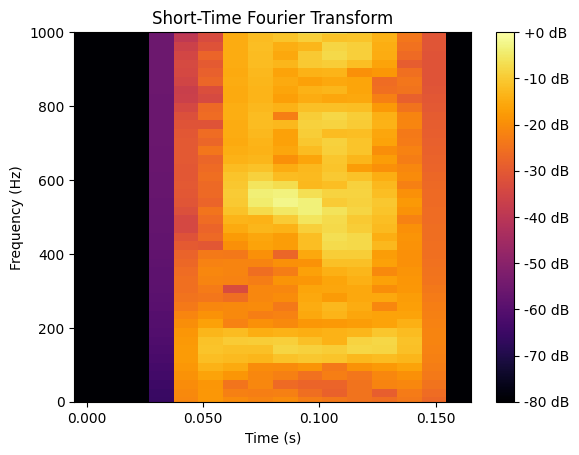 Short-Time Fourier Transform
1000
800
600
400
200
0
Frequency (Hz)
0.000
0.050
0.100
0.150
Time (s)
+0 dB
-10 dB
-20 dB
-30 dB
-40 dB
-50 dB
-60 dB
-70 dB
-80 dB